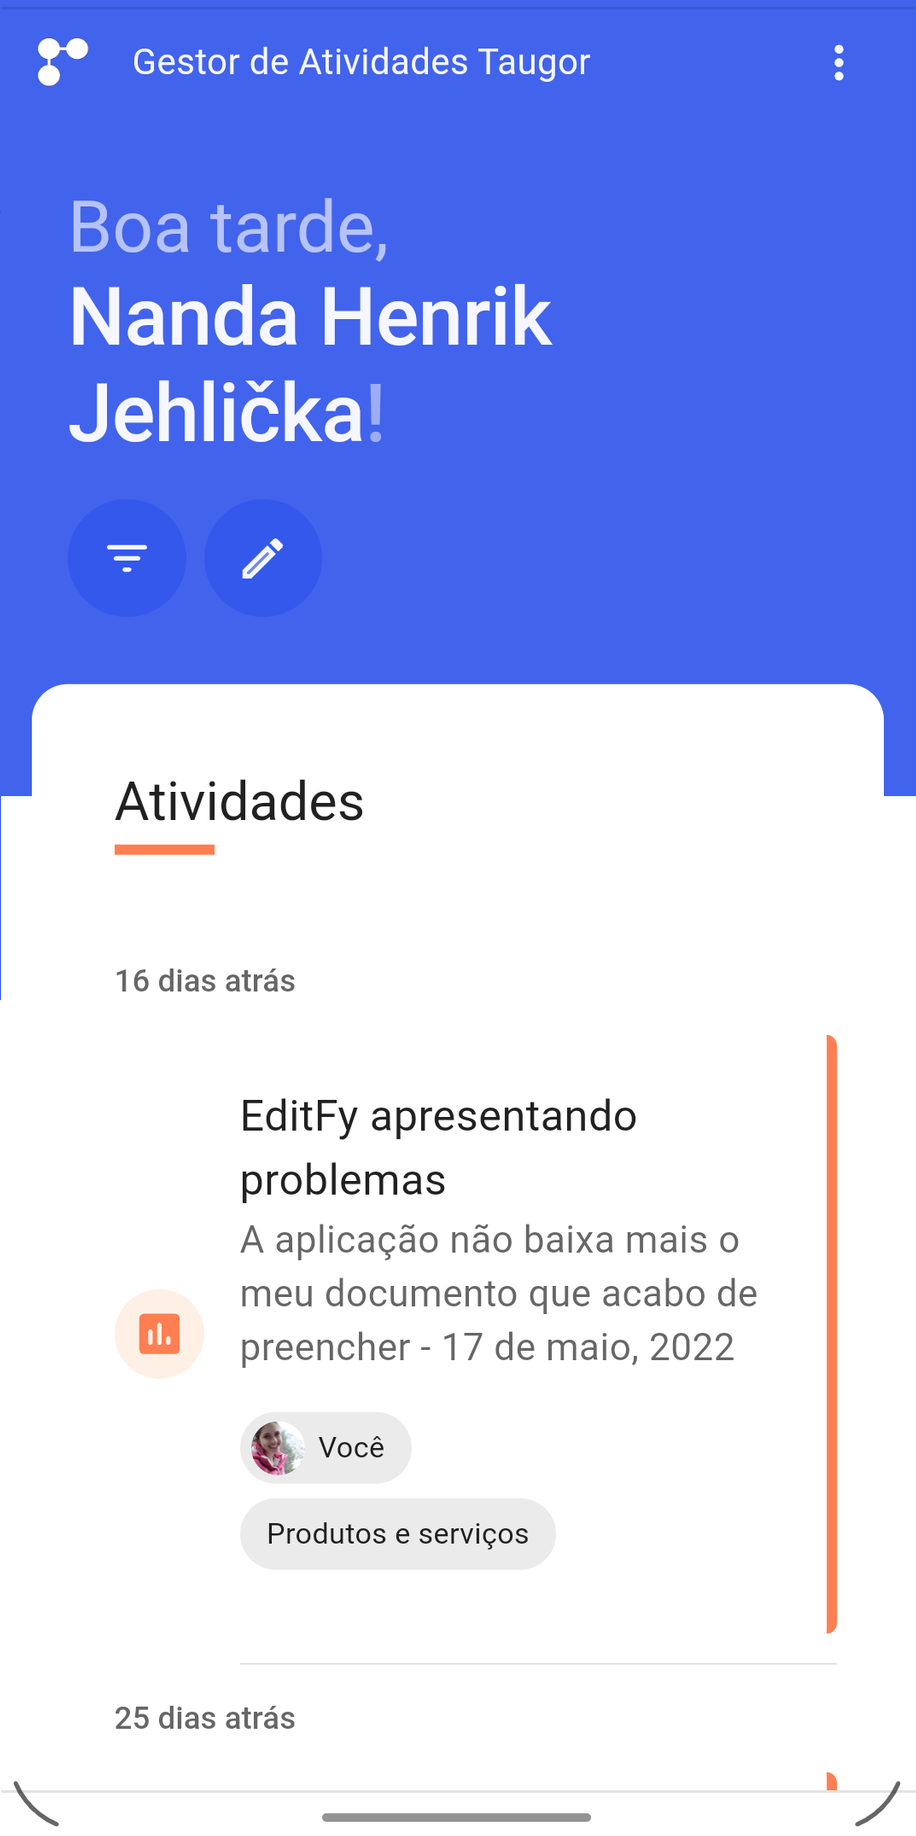 Gestor de Atividades Taugor
Boa tarde,
Nanda Henrik
Jehlička!
Atividades
16 dias atrás
EditFy apresentando
problemas
A aplicação não baixa mais o
meu documento que acabo de
preencher - 17 de maio, 2022
Você
Produtos e serviços
25 dias atrás